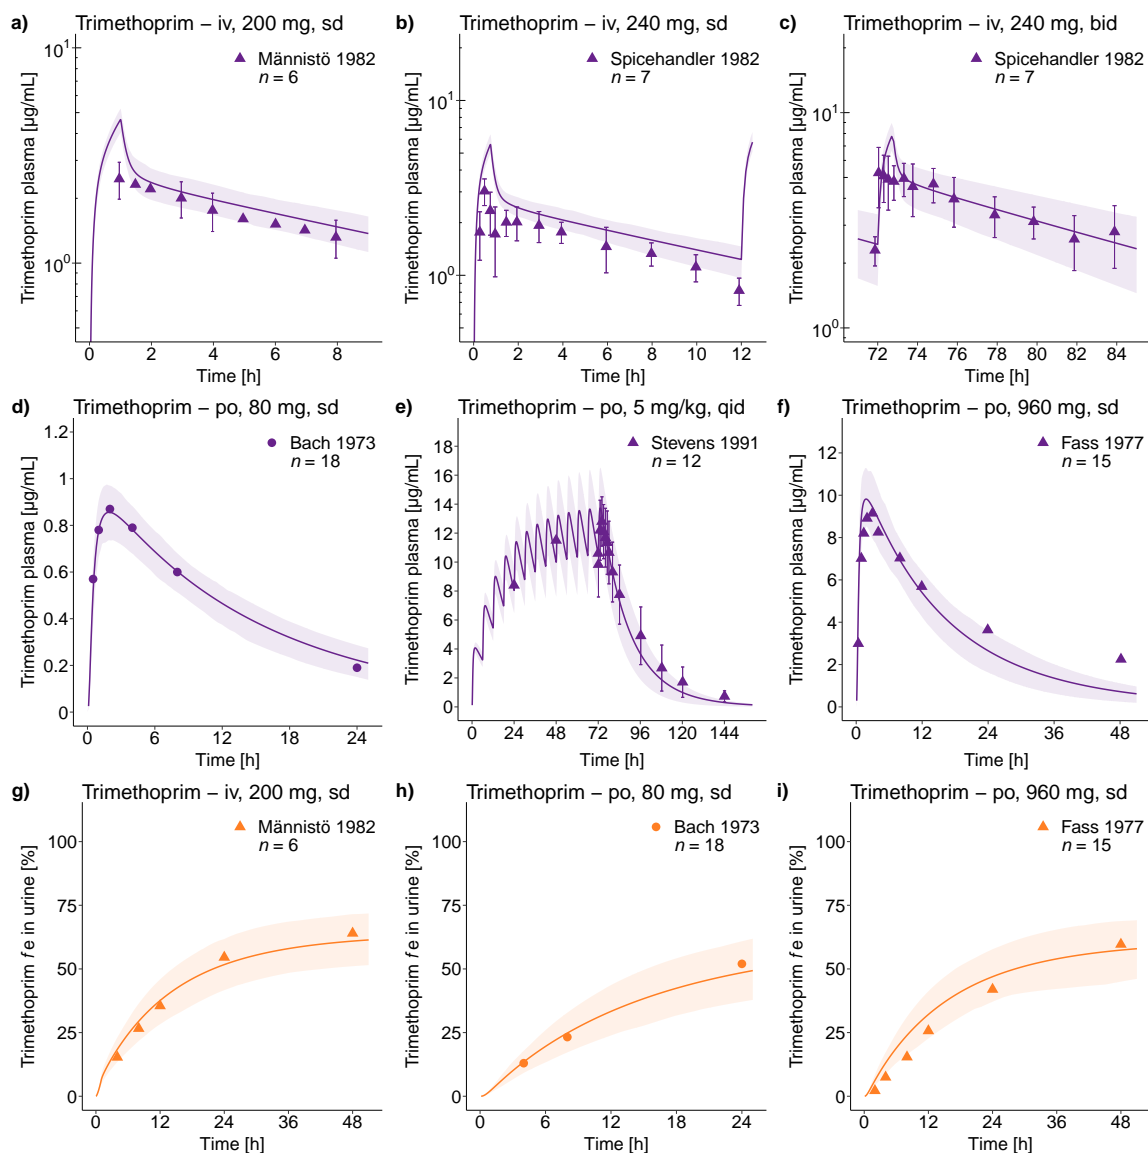 a) Trimethoprim – iv, 200 mg, sd
Männistö 1982
n = 6
Trimethoprim plasma [µg/mL]
10¹
10⁰
0 2 4 6 8
Time [h]
b) Trimethoprim – iv, 240 mg, sd
Spicehandler 1982
n = 7
Trimethoprim plasma [µg/mL]
10¹
10⁰
0 2 4 6 8 10 12
Time [h]
c) Trimethoprim – iv, 240 mg, bid
Spicehandler 1982
n = 7
Trimethoprim plasma [µg/mL]
10¹
10⁰
72 74 76 78 80 82 84
Time [h]
d) Trimethoprim – po, 80 mg, sd
Bach 1973
n = 18
Trimethoprim plasma [µg/mL]
1.2
1
0.8
0.6
0.4
0.2
0
0 6 12 18 24
Time [h]
e) Trimethoprim – po, 5 mg/kg, qid
Stevens 1991
n = 12
Trimethoprim plasma [µg/mL]
18
16
14
12
10
8
6
4
2
0
0 24 48 72 96 120 144
Time [h]
f) Trimethoprim – po, 960 mg, sd
Fass 1977
n = 15
Trimethoprim plasma [µg/mL]
12
10
8
6
4
2
0
0 12 24 36 48
Time [h]
g) Trimethoprim – iv, 200 mg, sd
Männistö 1982
n = 6
Trimethoprim fe in urine [%]
100
75
50
25
0
0 12 24 36 48
Time [h]
h) Trimethoprim – po, 80 mg, sd
Bach 1973
n = 18
Trimethoprim fe in urine [%]
100
75
50
25
0
0 6 12 18 24
Time [h]
i) Trimethoprim – po, 960 mg, sd
Fass 1977
n = 15
Trimethoprim fe in urine [%]
100
75
50
25
0
0 12 24 36 48
Time [h]